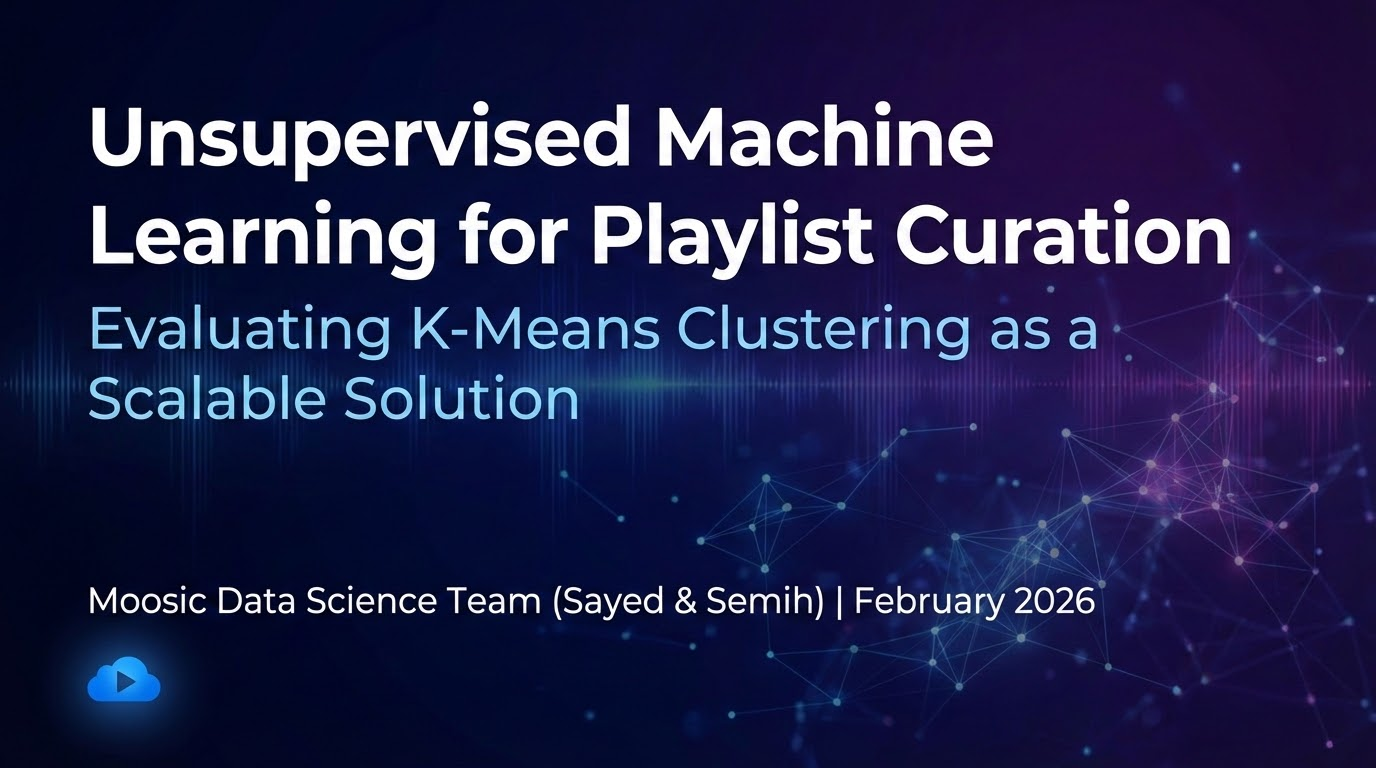 Unsupervised Machine
Learning for Playlist Curation
Evaluating K-Means Clustering as a
Scalable Solution
Moosic Data Science Team (Sayed & Semih) | February 2026